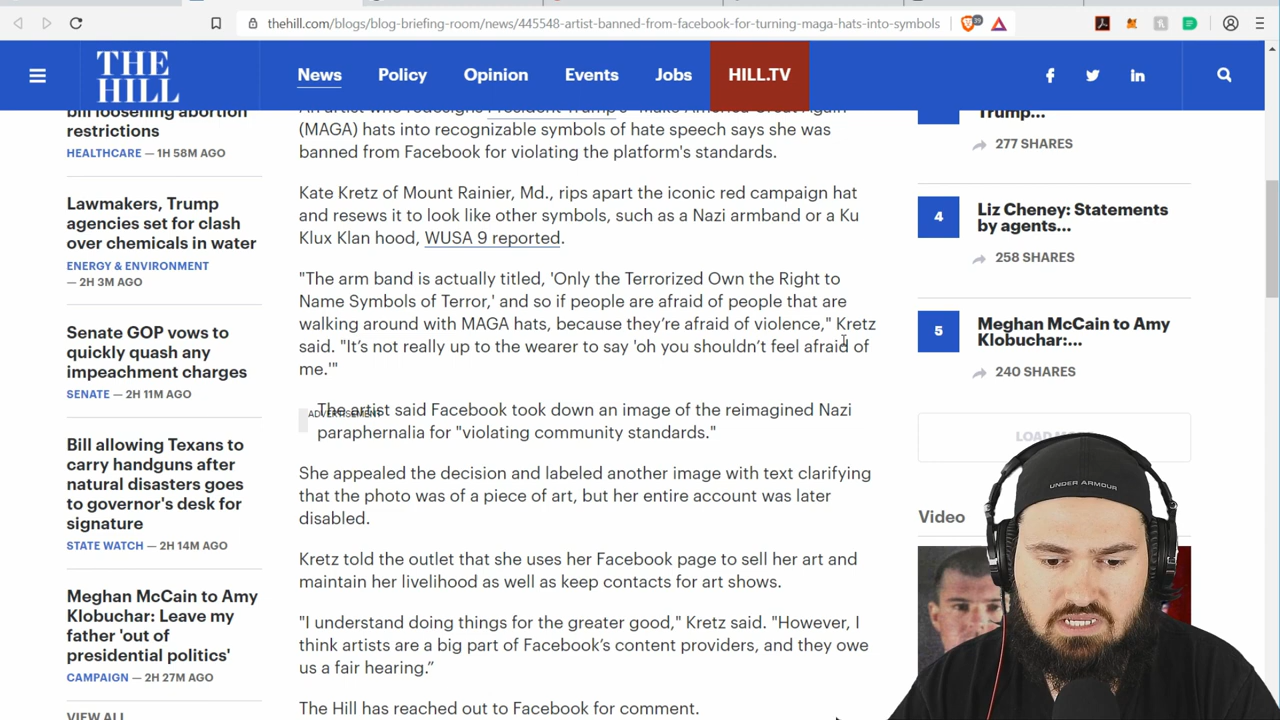 thehill.com/blogs/blog-briefing-room/news/445548-artist-banned-from-facebook-for-turning-maga-hats-into-symbols
39
THE
HILL
News
Policy
Opinion
Events
Jobs
HILL.TV
bill loosening abortion
restrictions
HEALTHCARE — 1H 58M AGO
Lawmakers, Trump
agencies set for clash
over chemicals in water
ENERGY & ENVIRONMENT
— 2H 3M AGO
Senate GOP vows to
quickly quash any
impeachment charges
SENATE — 2H 11M AGO
Bill allowing Texans to
carry handguns after
natural disasters goes
to governor's desk for
signature
STATE WATCH — 2H 14M AGO
Meghan McCain to Amy
Klobuchar: Leave my
father 'out of
presidential politics'
CAMPAIGN — 2H 27M AGO
VIEW ALL
An artist who redesigns President Trump's "Make America Great Again"
(MAGA) hats into recognizable symbols of hate speech says she was
banned from Facebook for violating the platform's standards.
Kate Kretz of Mount Rainier, Md., rips apart the iconic red campaign hat
and resews it to look like other symbols, such as a Nazi armband or a Ku
Klux Klan hood, WUSA 9 reported.
"The arm band is actually titled, 'Only the Terrorized Own the Right to
Name Symbols of Terror,' and so if people are afraid of people that are
walking around with MAGA hats, because they're afraid of violence," Kretz
said. "It's not really up to the wearer to say 'oh you shouldn't feel afraid of
me.'"
ADVERTISEMENT
The artist said Facebook took down an image of the reimagined Nazi
paraphernalia for "violating community standards."
She appealed the decision and labeled another image with text clarifying
that the photo was of a piece of art, but her entire account was later
disabled.
Kretz told the outlet that she uses her Facebook page to sell her art and
maintain her livelihood as well as keep contacts for art shows.
"I understand doing things for the greater good," Kretz said. "However, I
think artists are a big part of Facebook's content providers, and they owe
us a fair hearing."
The Hill has reached out to Facebook for comment.
Trump...
277 SHARES
4
Liz Cheney: Statements
by agents...
258 SHARES
5
Meghan McCain to Amy
Klobuchar:...
240 SHARES
Video
UNDER ARMOUR